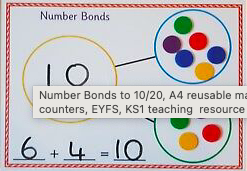 Number Bonds
10
Number Bonds to 10/20, A4 reusable ma
counters, EYFS, KS1 teaching resource
6 + 4 = 10